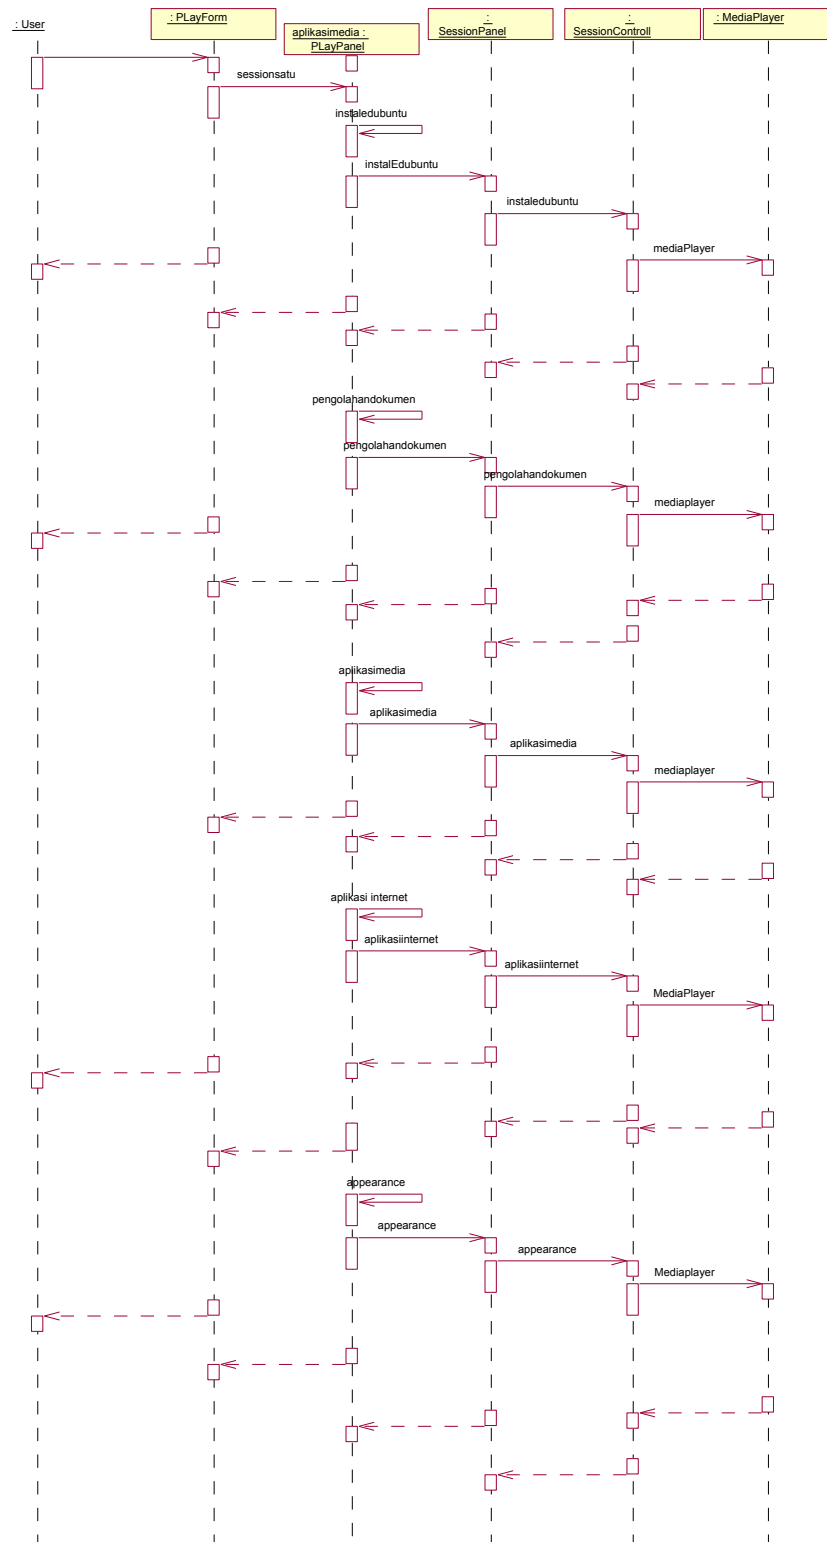 : User
: PLayForm
aplikasimedia :
PLayPanel
:
SessionPanel
:
SessionControll
: MediaPlayer
sessionsatu
instaledubuntu
instalEdubuntu
instaledubuntu
mediaPlayer
pengolahandokumen
pengolahandokumen
pengolahandokumen
mediaplayer
aplikasimedia
aplikasimedia
aplikasimedia
mediaplayer
aplikasi internet
aplikasiinternet
aplikasiinternet
MediaPlayer
appearance
appearance
appearance
Mediaplayer